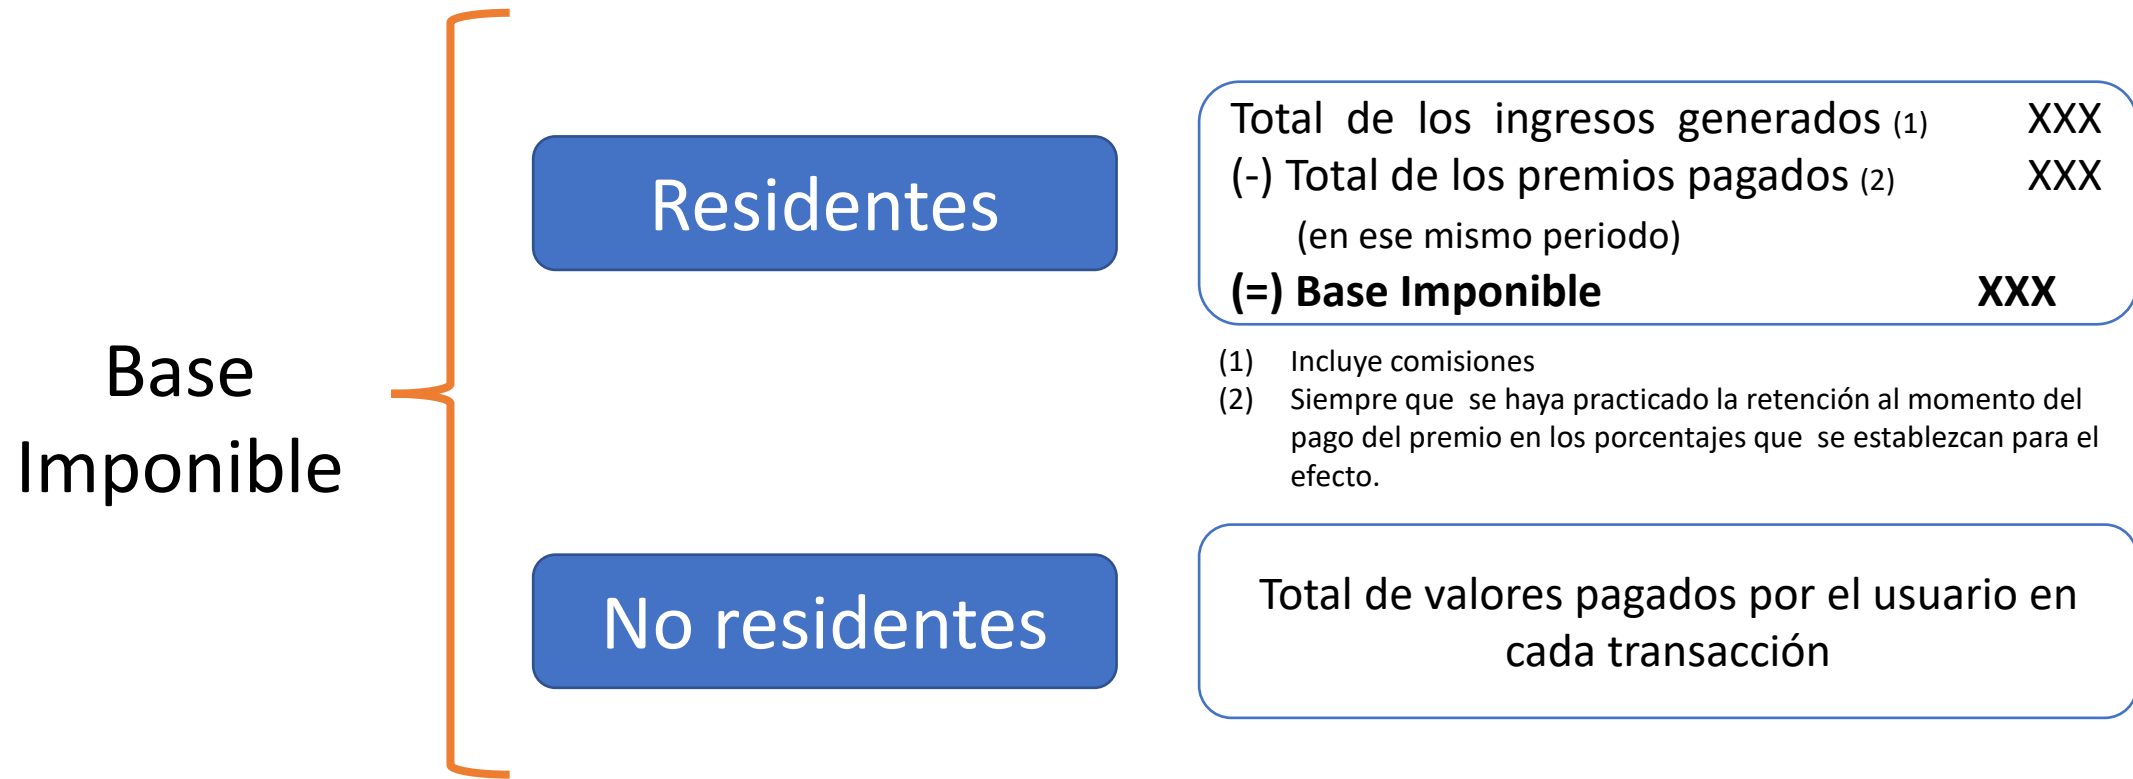 Base
Imponible
Residentes
Total de los ingresos generados (1) XXX
(-) Total de los premios pagados (2) XXX
(en ese mismo periodo)
(=) Base Imponible XXX
(1) Incluye comisiones
(2) Siempre que se haya practicado la retención al momento del
pago del premio en los porcentajes que se establezcan para el
efecto.
No residentes
Total de valores pagados por el usuario en
cada transacción